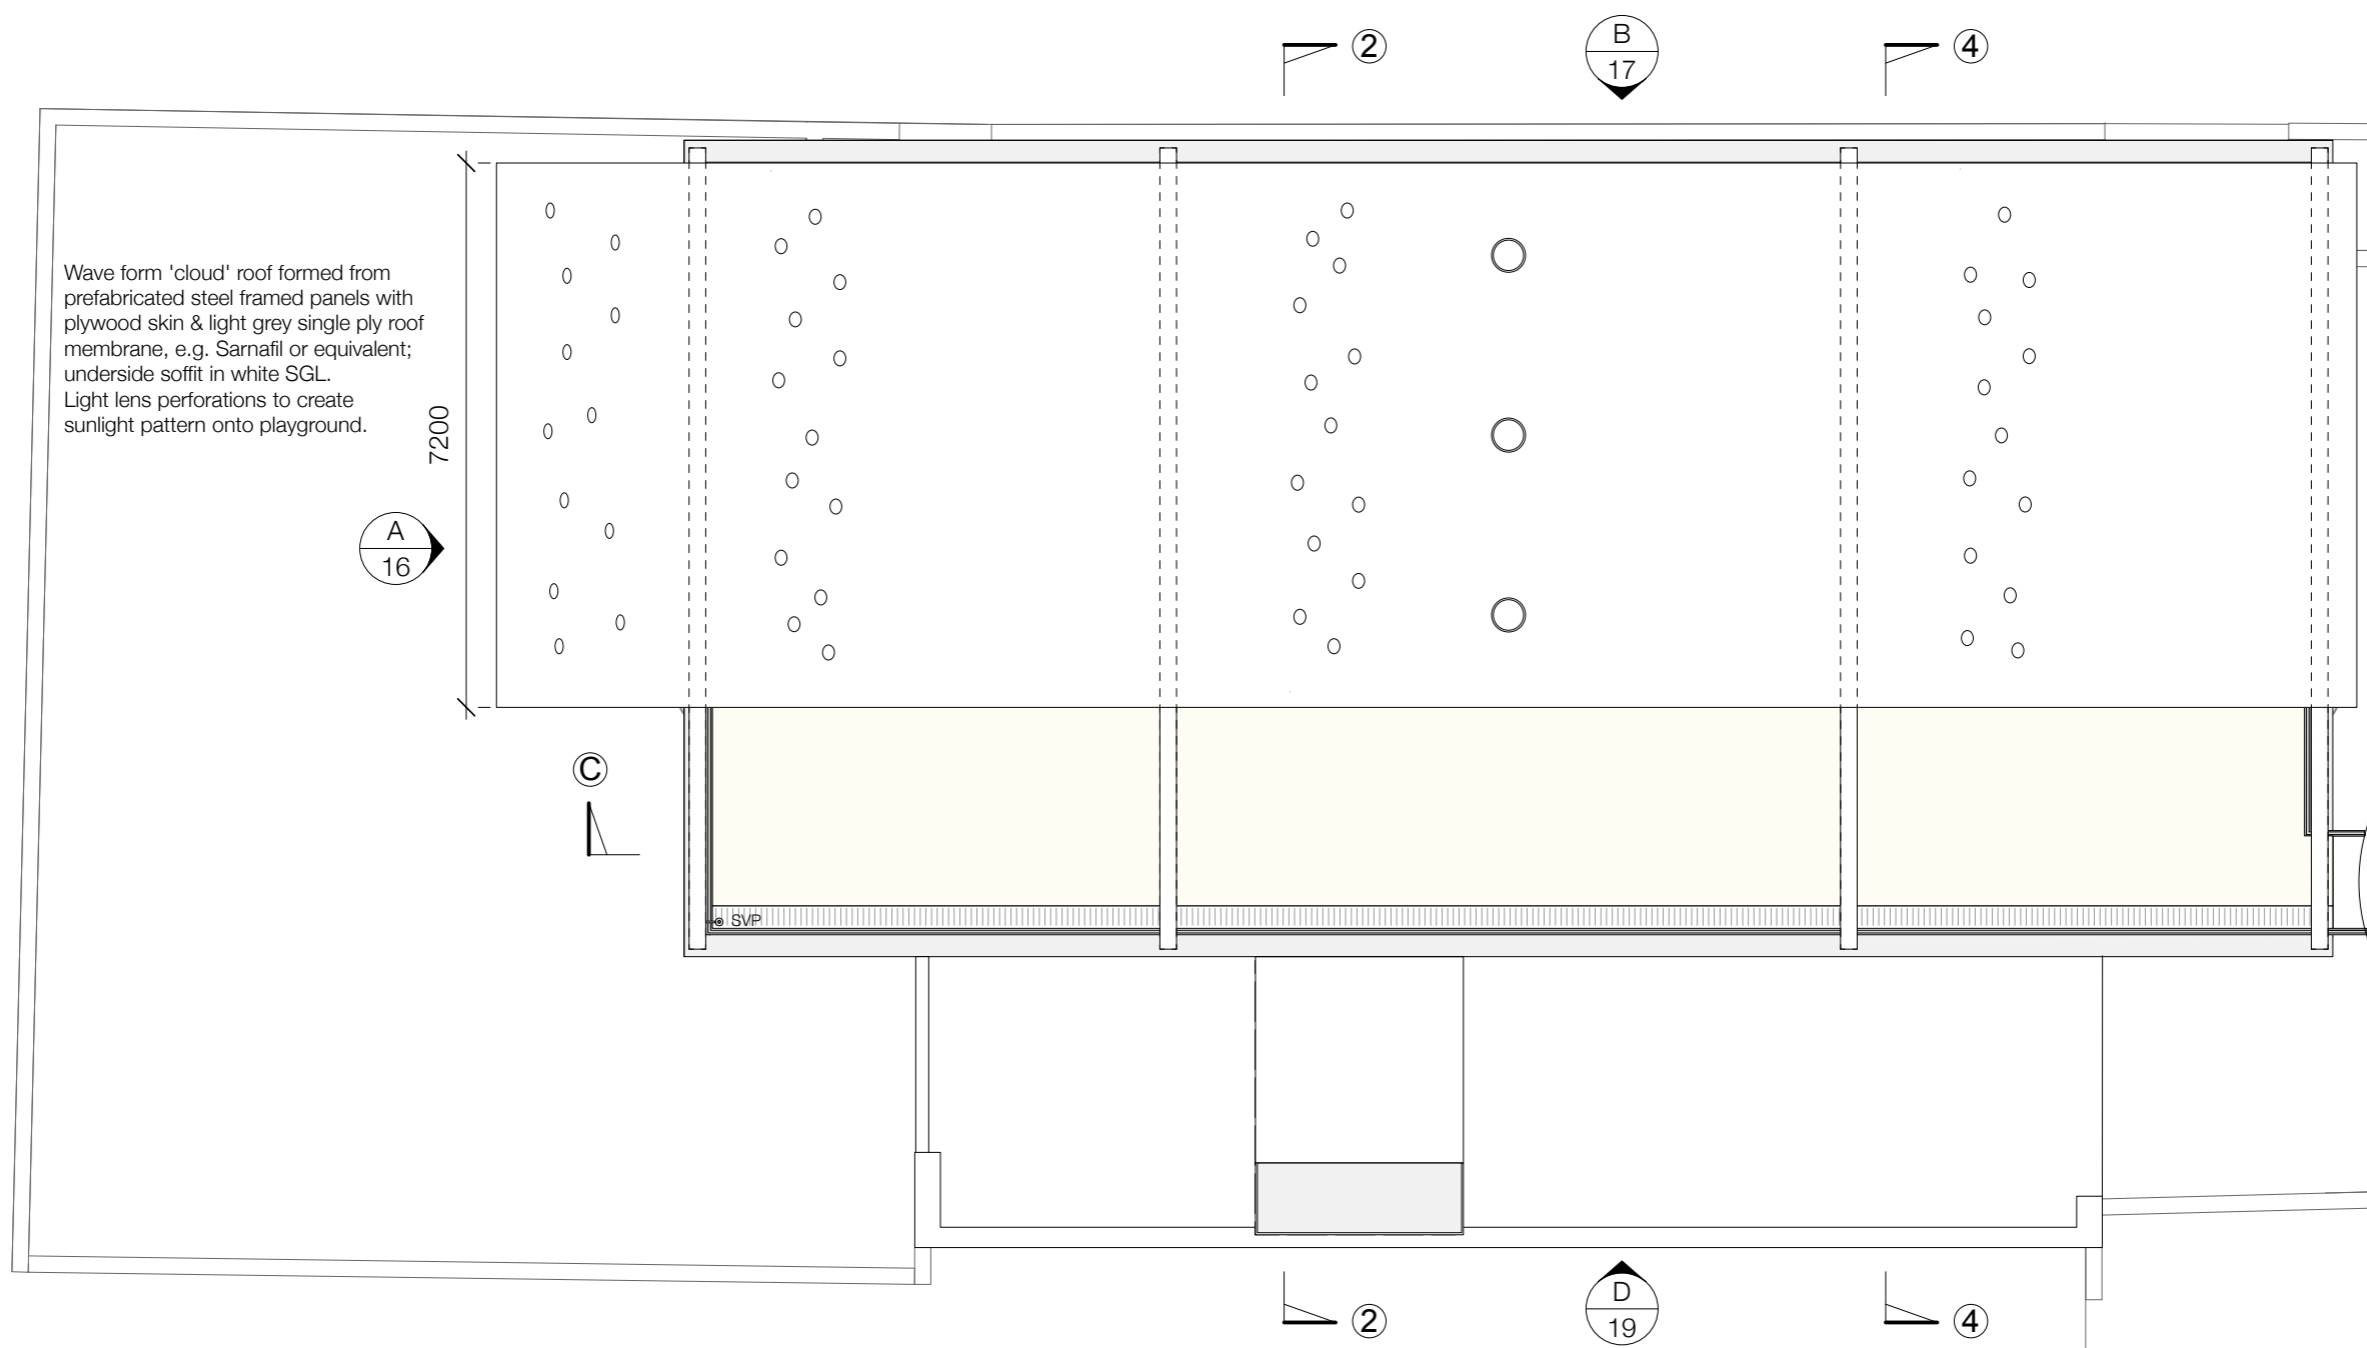 2
B
17
4
Wave form 'cloud' roof formed from
prefabricated steel framed panels with
plywood skin & light grey single ply roof
membrane, e.g. Sarnafil or equivalent;
underside soffit in white SGL.
Light lens perforations to create
sunlight pattern onto playground.
7200
A
16
C
SVP
2
D
19
4